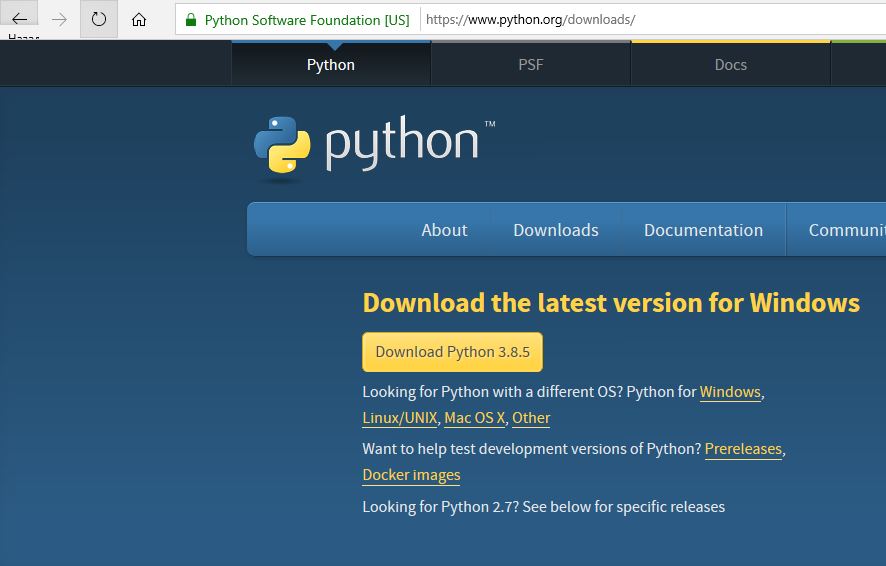 Python Software Foundation [US] https://www.python.org/downloads/
Назад
Python PSF Docs
python™
About Downloads Documentation Communit
Download the latest version for Windows
Download Python 3.8.5
Looking for Python with a different OS? Python for Windows,
Linux/UNIX, Mac OS X, Other
Want to help test development versions of Python? Prereleases,
Docker images
Looking for Python 2.7? See below for specific releases